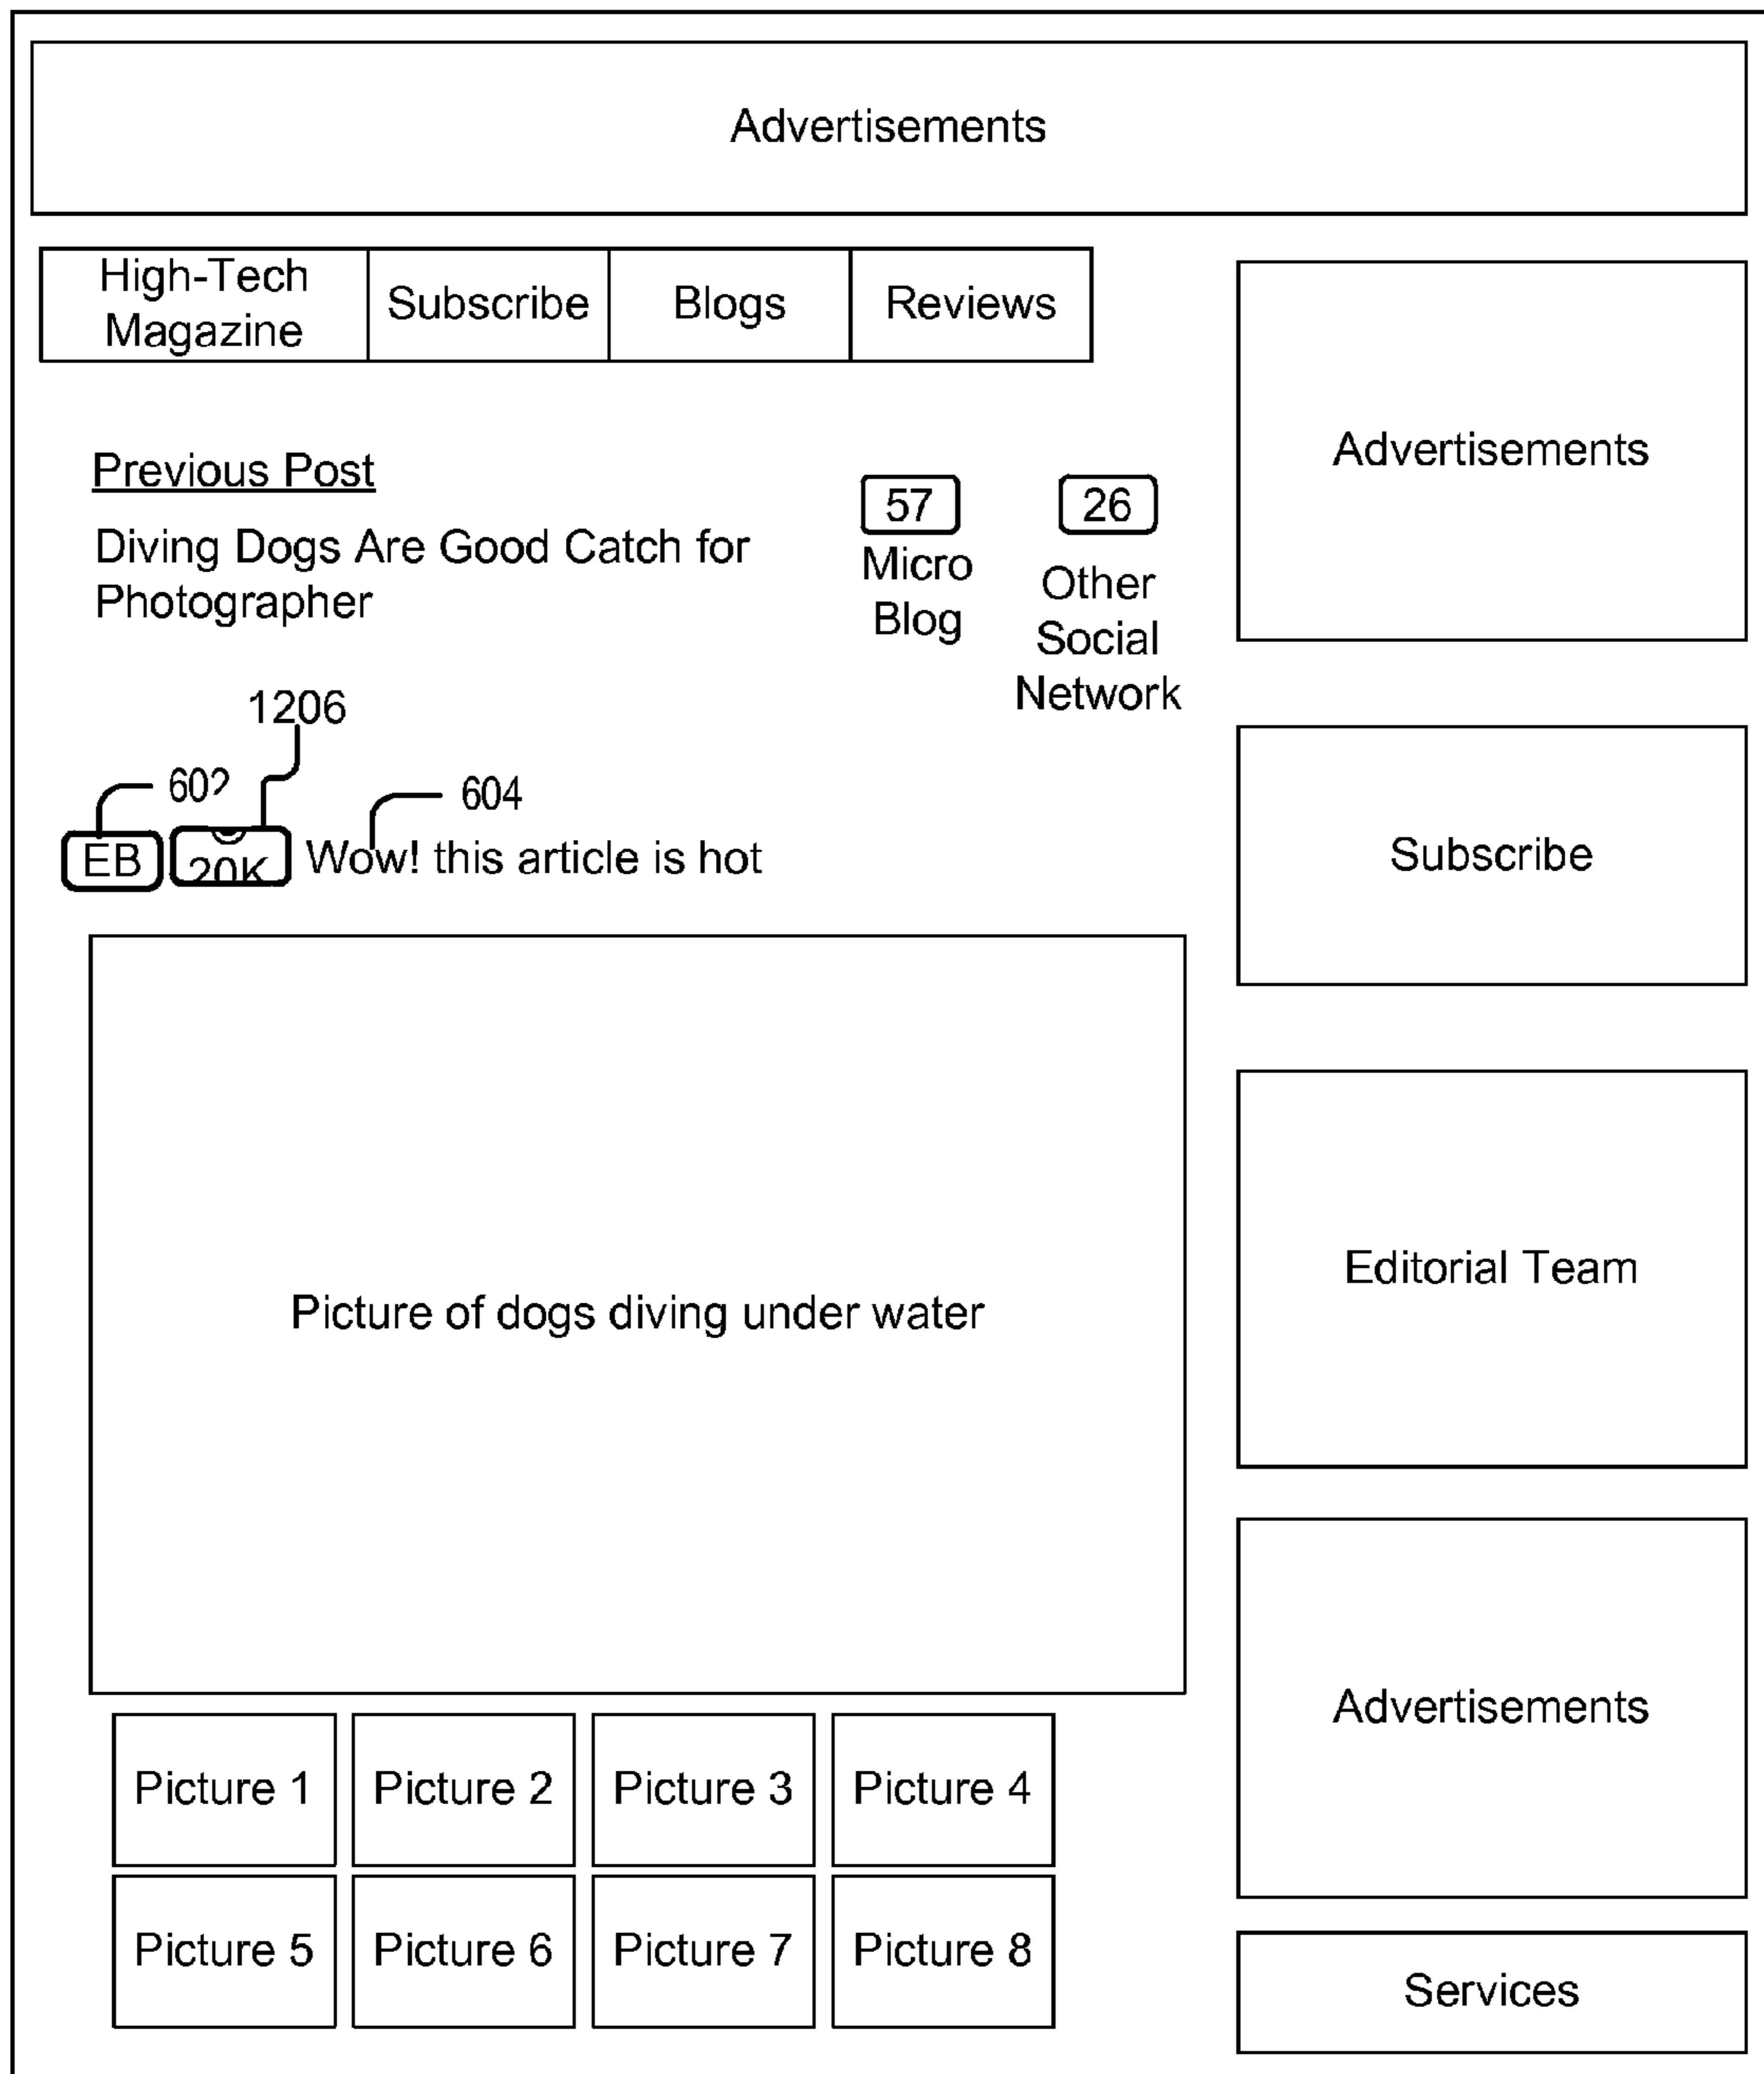 Advertisements
High-Tech
Magazine
Subscribe
Blogs
Reviews
Advertisements
Previous Post
Diving Dogs Are Good Catch for
Photographer
57
Micro
Blog
26
Other
Social
Network
1206
602
604
EB
20K
Wow! this article is hot
Subscribe
Picture of dogs diving under water
Editorial Team
Advertisements
Picture 1
Picture 2
Picture 3
Picture 4
Picture 5
Picture 6
Picture 7
Picture 8
Services